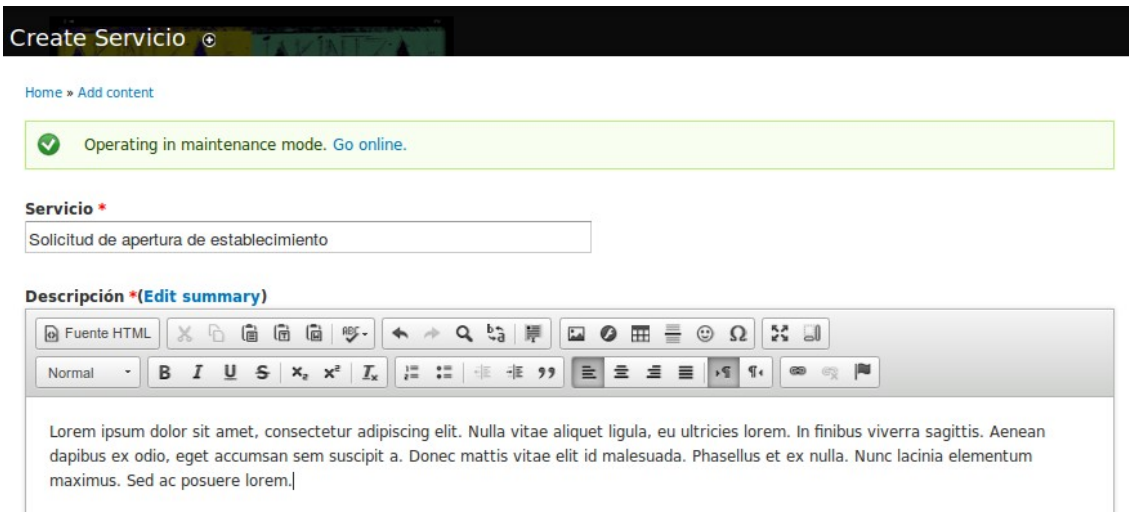 Create Servicio
Home » Add content
Operating in maintenance mode. Go online.
Servicio *
Solicitud de apertura de establecimiento
Descripción *(Edit summary)
Fuente HTML
Normal
Lorem ipsum dolor sit amet, consectetur adipiscing elit. Nulla vitae aliquet ligula, eu ultricies lorem. In finibus viverra sagittis. Aenean
dapibus ex odio, eget accumsan sem suscipit a. Donec mattis vitae elit id malesuada. Phasellus et ex nulla. Nunc lacinia elementum
maximus. Sed ac posuere lorem.